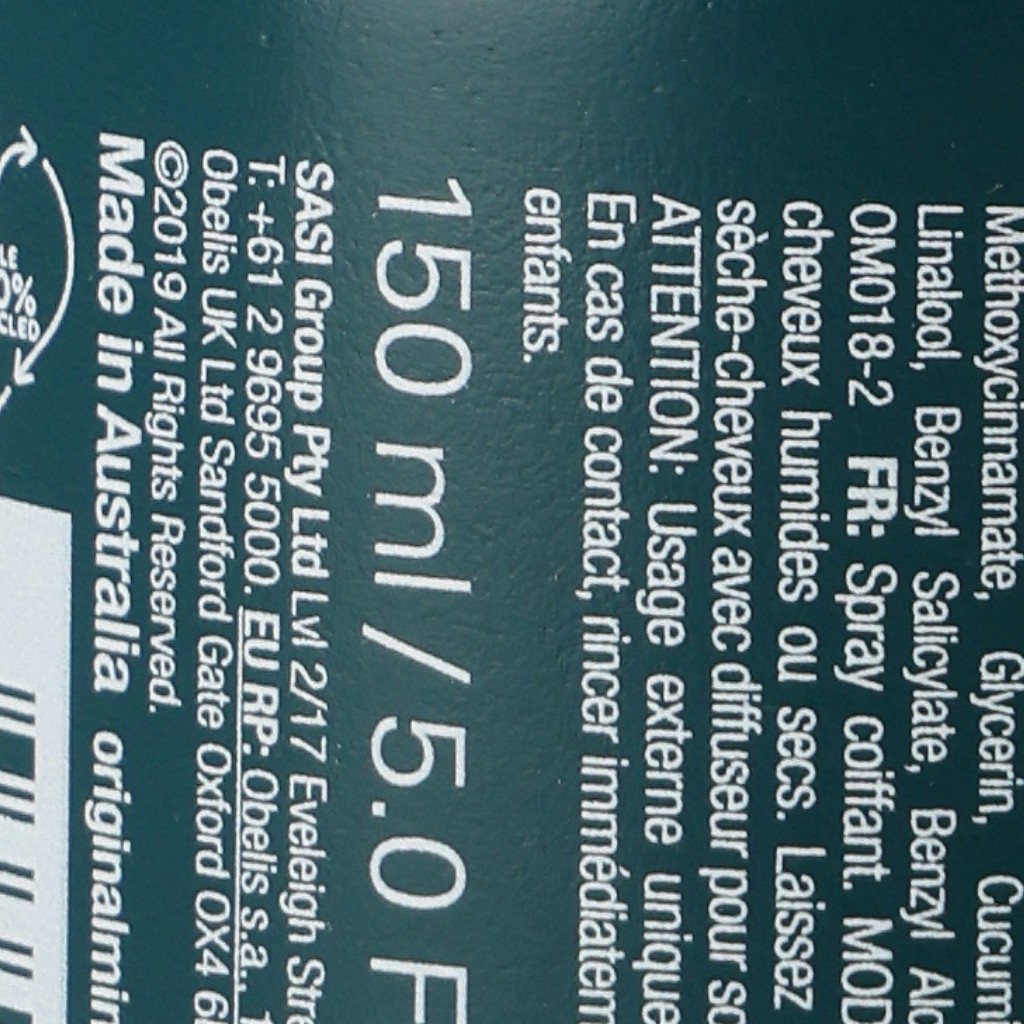 Methoxycinnamate, Glycerin,
Linalool, Benzyl Salicylate, Benzyl
OM018-2 FR: Spray coiffant.
cheveux humides ou secs. Laissez
sèche-cheveux avec diffuseur pour
ATTENTION: Usage externe unique
En cas de contact, rincer
enfants.
150 ml / 5.0 F
SASI Group Pty Ltd Lvl 2/17 Eveleigh
T: +61 2 9695 5000. EU RP: Obelis s.a.,
Obelis UK Ltd Sandford Gate Oxford OX4
©2019 All Rights Reserved.
Made in Australia